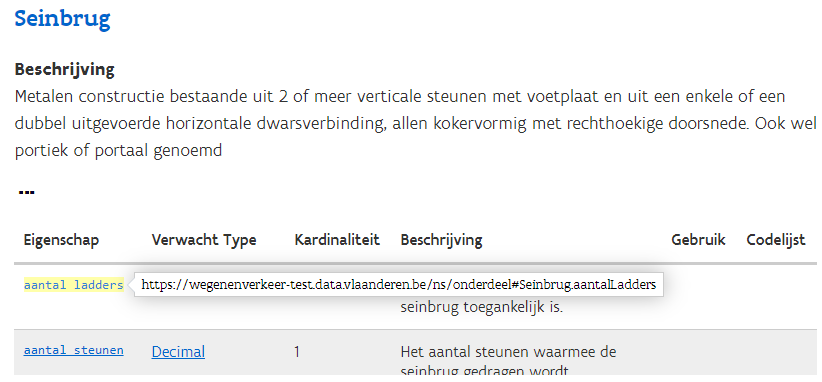 Seinbrug
Beschrijving
Metalen constructie bestaande uit 2 of meer verticale steunen met voetplaat en uit een enkele of een
dubbel uitgevoerde horizontale dwarsverbinding, allen kokervormig met rechthoekige doorsnede. Ook wel
portiek of portaal genoemd
...
Eigenschap Verwacht Type Kardinaliteit Beschrijving Gebruik Codelijst
aantal ladders https://wegenenverkeer-test.data.vlaanderen.be/ns/onderdeel#Seinbrug.aantalLadders
seinbrug toegankelijk is.
aantal steunen Decimal 1 Het aantal steunen waarmee de
seinbrug gedragen wordt